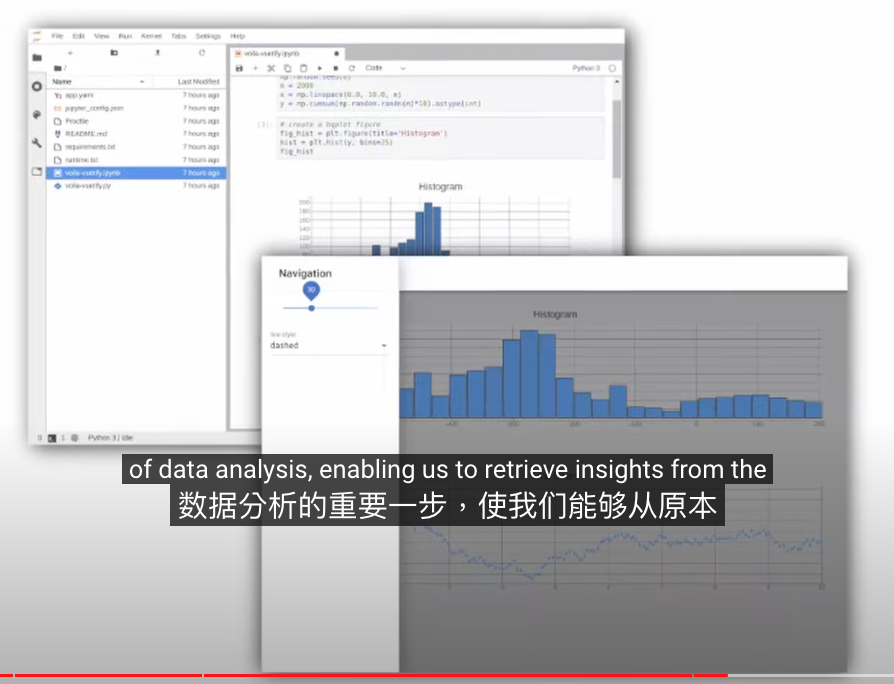 File Edit View Run Kernel Tabs Settings Help
voila-vuetify.ipynb
Code
Python 3
/
Name
Last Modified
app.yaml
7 hours ago
jupyter_config.json
7 hours ago
Procfile
7 hours ago
README.md
7 hours ago
requirements.txt
7 hours ago
runtime.txt
7 hours ago
voila-vuetify.ipynb
7 hours ago
voila-vuetify.py
7 hours ago
n = 2000
x = np.linspace(0.0, 10.0, n)
y = np.cumsum(np.random.randn(n)*10).astype(int)
# create a bqplot figure
fig_hist = plt.figure(title='Histogram')
hist = plt.hist(y, bins=25)
fig_hist
Histogram
200
180
160
140
120
100
0
1
Python 3 | Idle
Navigation
30
line style
dashed
Histogram
of data analysis, enabling us to retrieve insights from the
数据分析的重要一步，使我们能够从原本